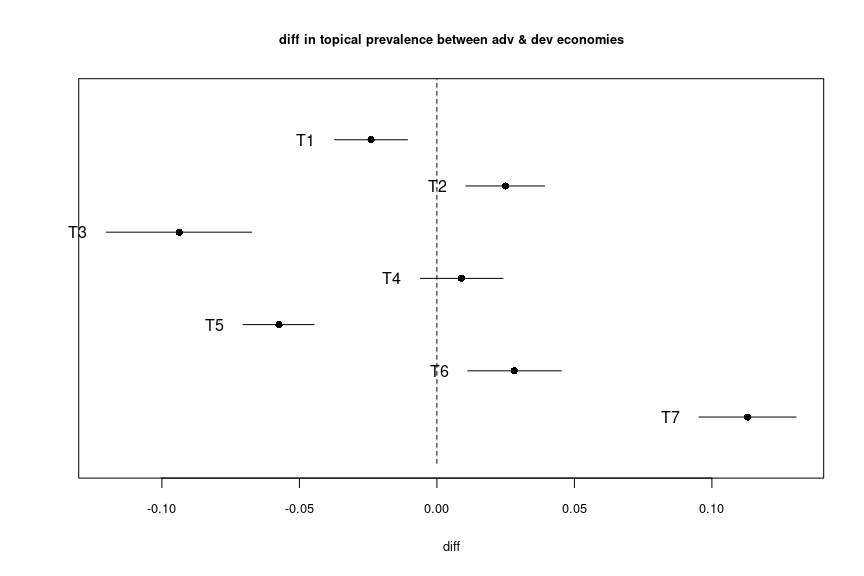 diff in topical prevalence between adv & dev economies
T1
T2
T3
T4
T5
T6
T7
-0.10 -0.05 0.00 0.05 0.10
diff